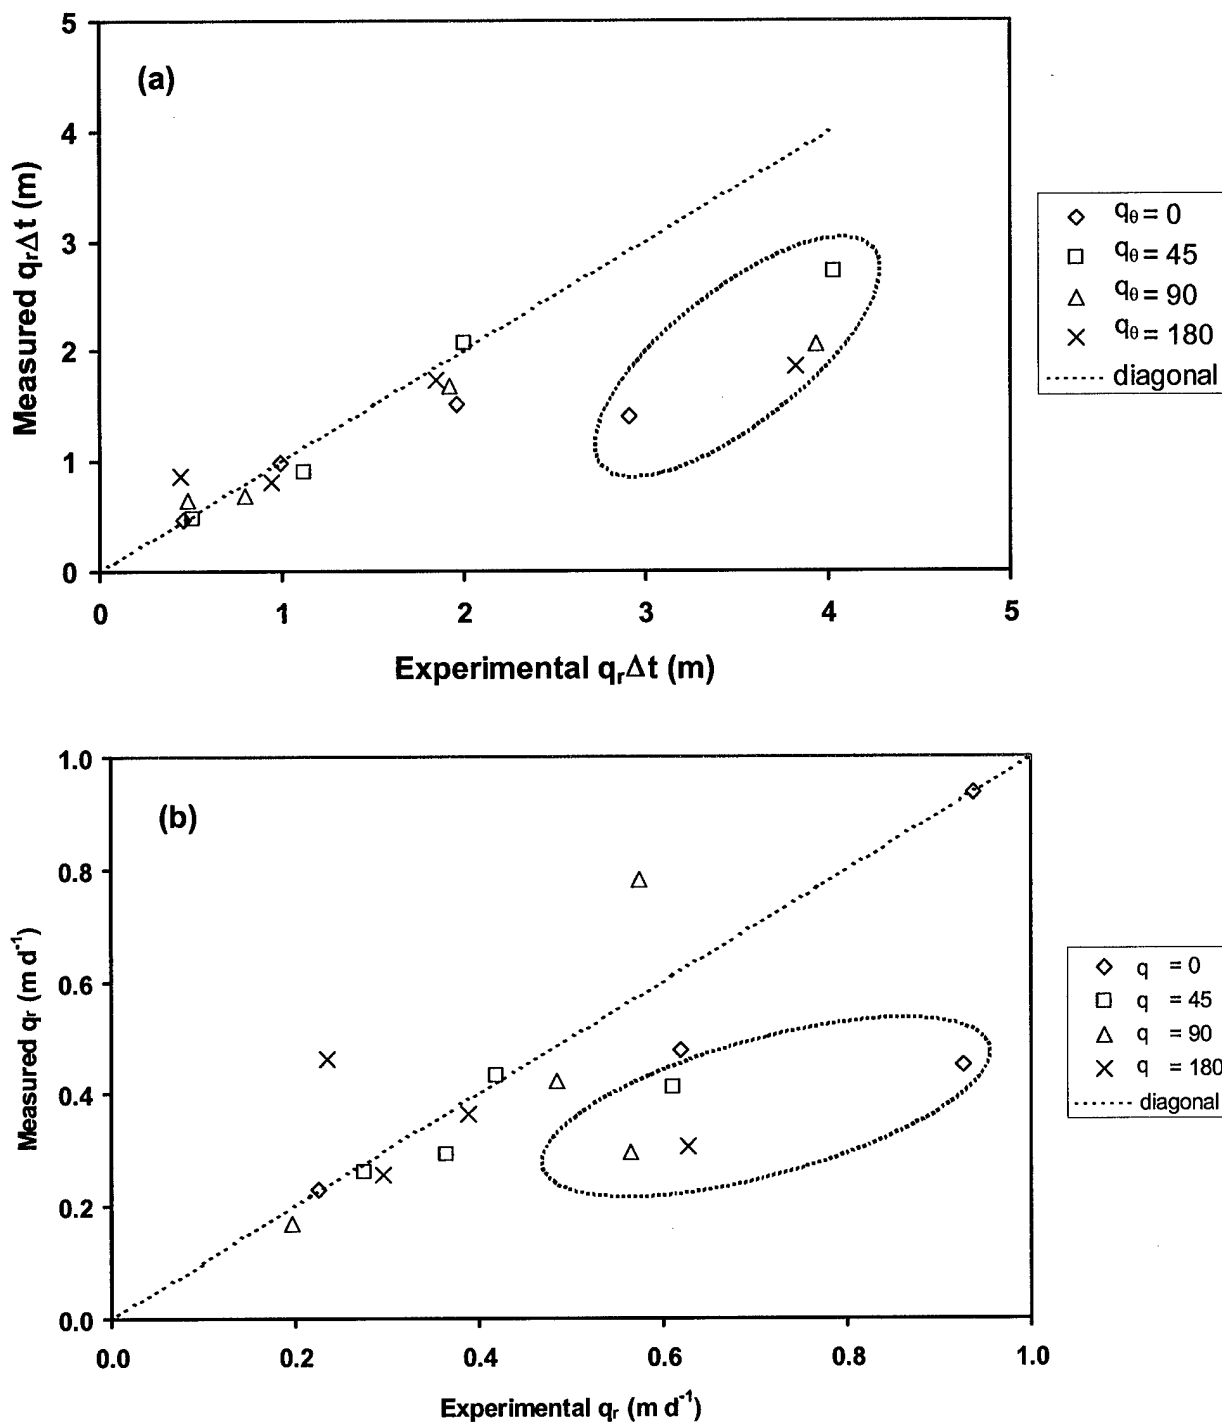 (a)
5
4
3
2
1
0
Measured qrΔt (m)
0 1 2 3 4 5
Experimental qrΔt (m)
qθ = 0
qθ = 45
qθ = 90
qθ = 180
diagonal
(b)
1.0
0.8
0.6
0.4
0.2
0.0
Measured qr (m d-1)
0.0 0.2 0.4 0.6 0.8 1.0
Experimental qr (m d-1)
q = 0
q = 45
q = 90
q = 180
diagonal